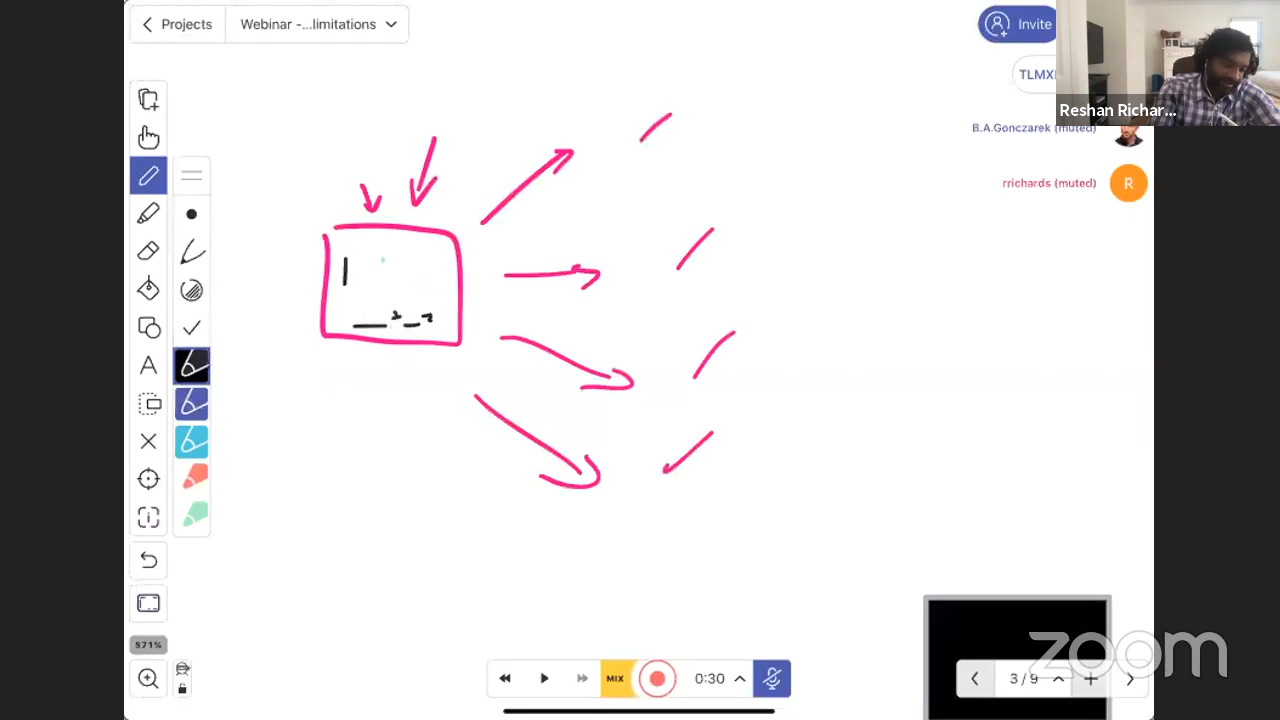 Projects
Webinar -...limitations
Invite
TLMX
Reshan Richar...
B.A.Gonczarek (muted)
rrichards (muted)
R
A
571%
MIX
0:30
3 / 9
zoom